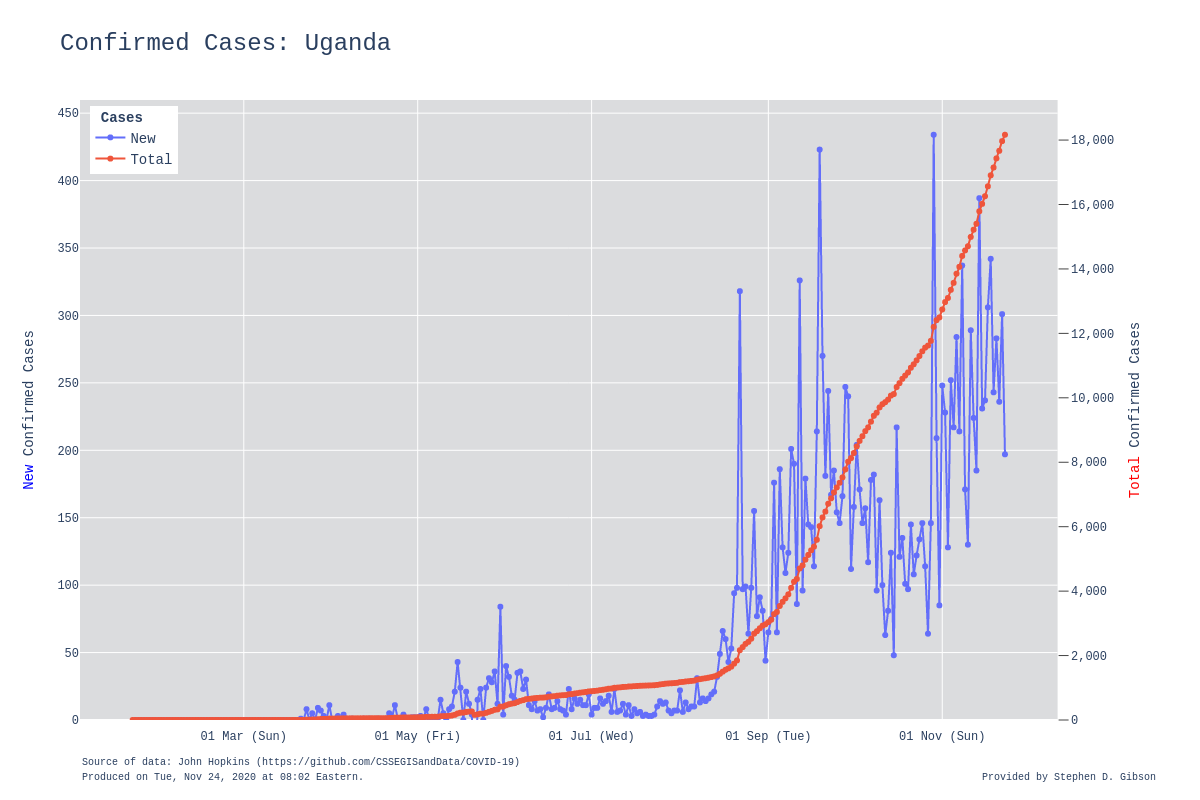 Confirmed Cases: Uganda
Cases
New
Total
450
400
350
300
250
200
150
100
50
0
18,000
16,000
14,000
12,000
10,000
8,000
6,000
4,000
2,000
0
New Confirmed Cases
Total Confirmed Cases
01 Mar (Sun)
01 May (Fri)
01 Jul (Wed)
01 Sep (Tue)
01 Nov (Sun)
Source of data: John Hopkins (https://github.com/CSSEGISandData/COVID-19)
Produced on Tue, Nov 24, 2020 at 08:02 Eastern.
Provided by Stephen D. Gibson